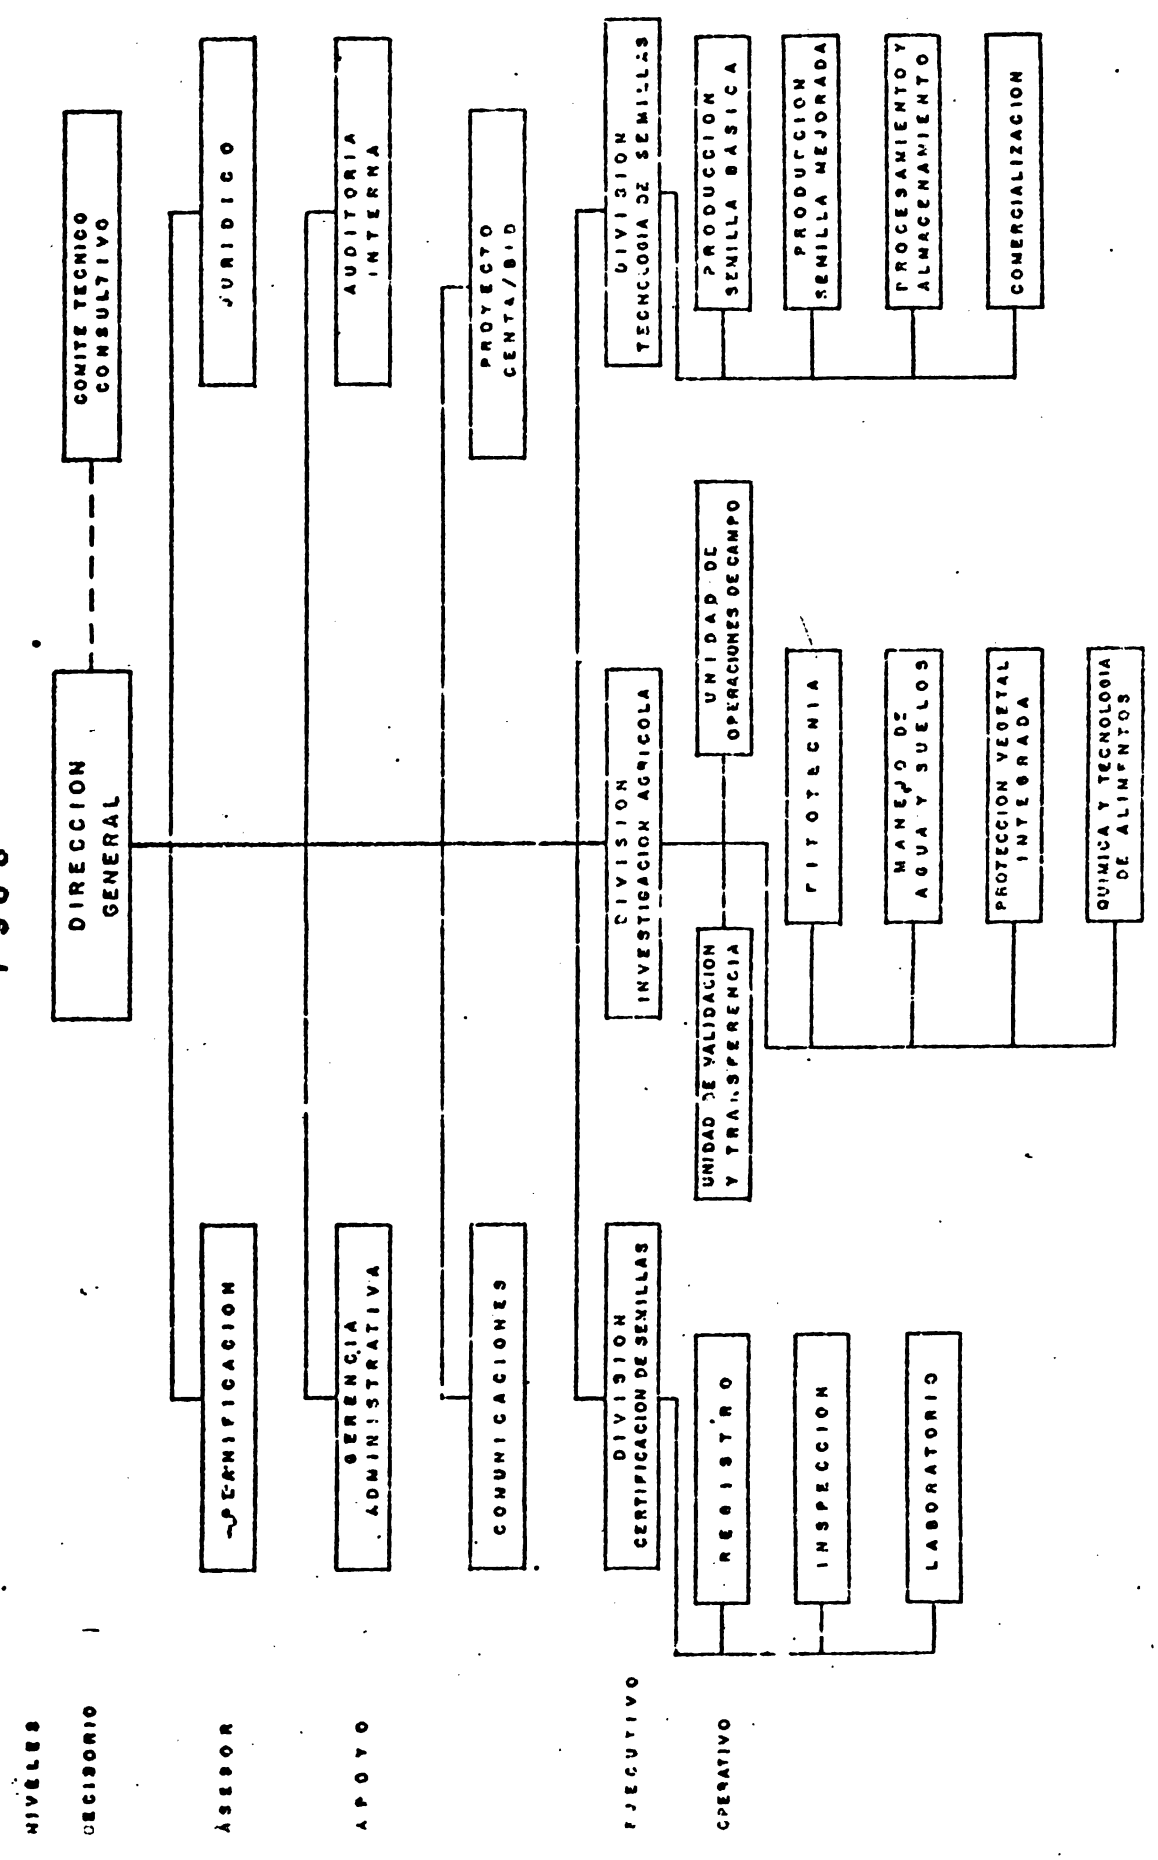 NIVELES
DECISORIO
DIRECCION
GENERAL
COMITE TECNICO
CONSULTIVO
ASESOR
PLANIFICACION
JURIDICO
APOYO
GERENCIA
ADMINISTRATIVA
AUDITORIA
INTERNA
COMUNICACIONES
PROYECTO
CENTA/BID
EJECUTIVO
DIVISION
CERTIFICACION DE SEMILLAS
DIVISION
INVESTIGACION AGRICOLA
DIVISION
TECNOLOGIA DE SEMILLAS
OPERATIVO
REGISTRO
INSPECCION
LABORATORIO
UNIDAD DE VALIDACION
Y TRANSFERENCIA
UNIDAD DE
OPERACIONES DE CAMPO
FITOTECNIA
MANEJO DE
AGUA Y SUELOS
PROTECCION VEGETAL
INTEGRADA
QUIMICA Y TECNOLOGIA
DE ALIMENTOS
PRODUCCION
SEMILLA BASICA
PRODUCCION
SEMILLA MEJORADA
PROCESAMIENTO Y
ALMACENAMIENTO
COMERCIALIZACION